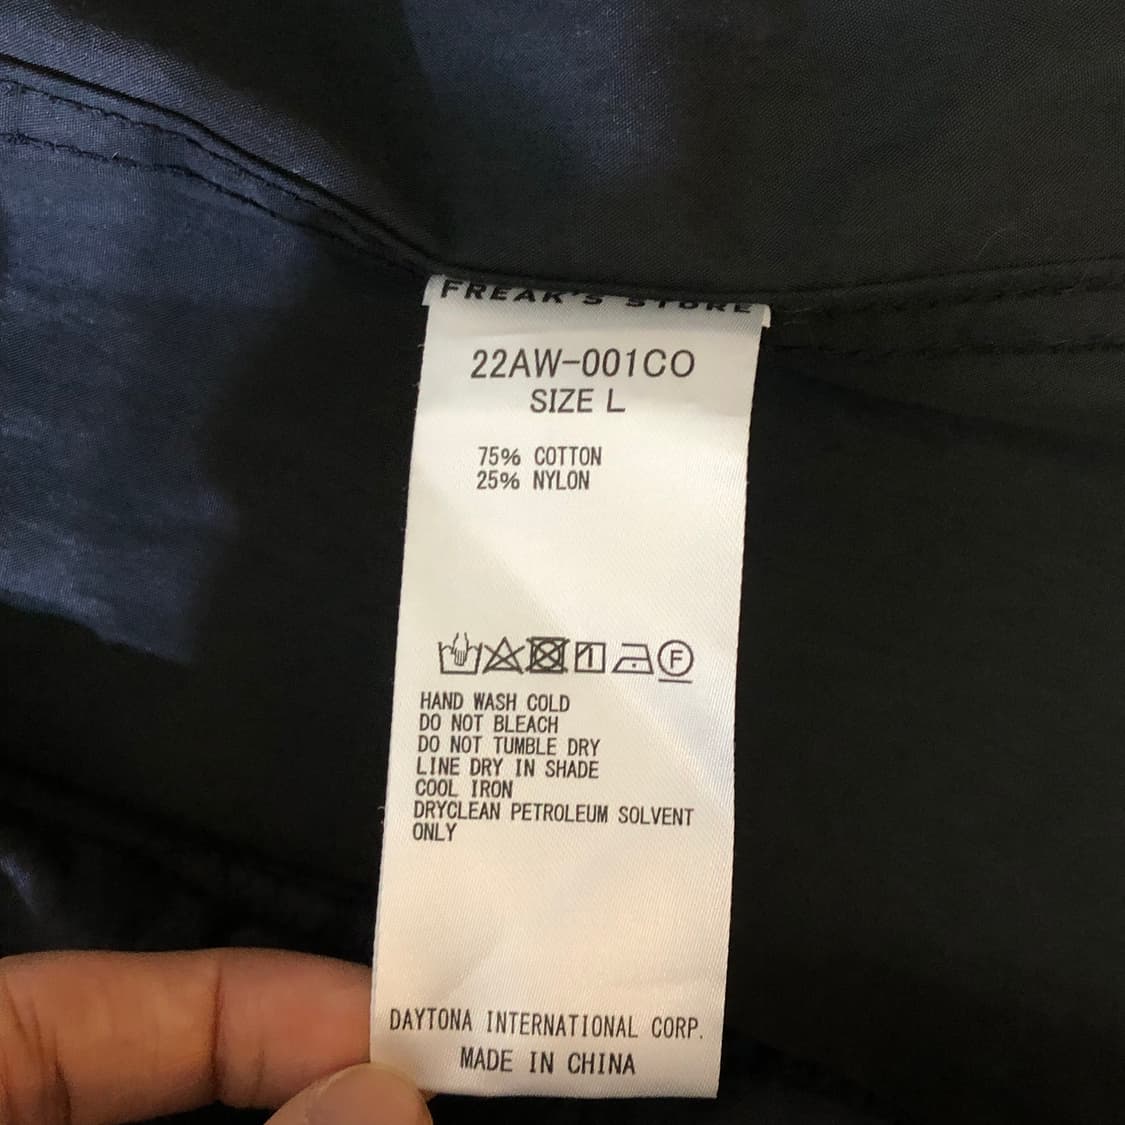 FREAK'S STORE
22AW-001CO
SIZE L
75% COTTON
25% NYLON
F
HAND WASH COLD
DO NOT BLEACH
DO NOT TUMBLE DRY
LINE DRY IN SHADE
COOL IRON
DRYCLEAN PETROLEUM SOLVENT
ONLY
DAYTONA INTERNATIONAL CORP.
MADE IN CHINA